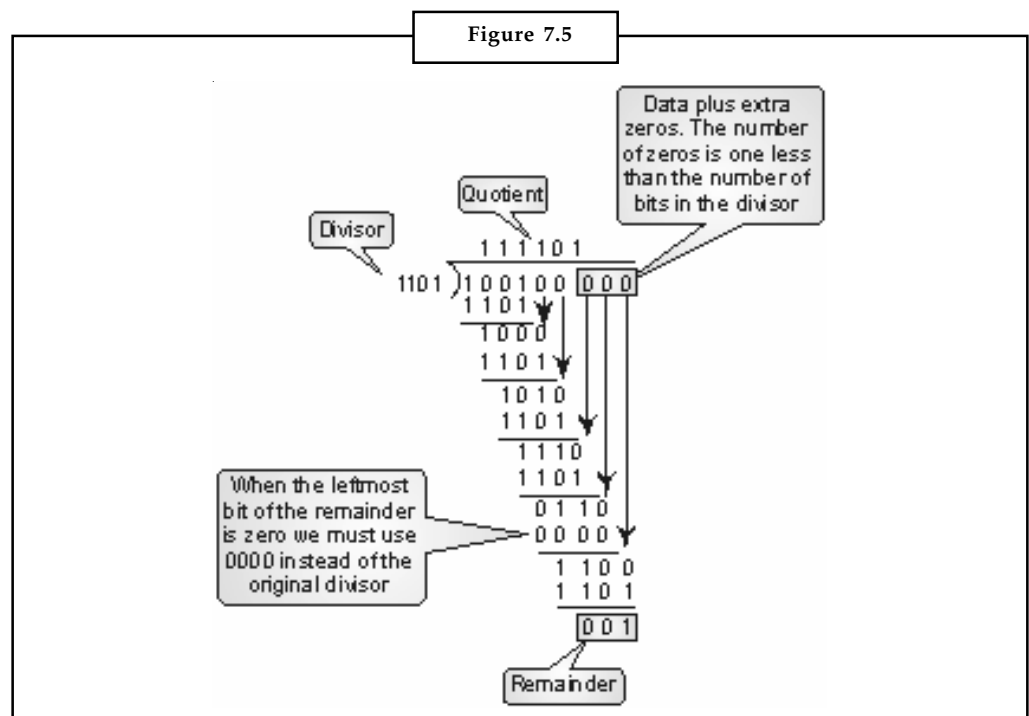 Figure 7.5
Data plus extra
zeros. The number
of zeros is one less
than the number of
bits in the divisor
Quotient
Divisor
1 1 1 1 0 1
1101 ) 1 0 0 1 0 0 0 0 0
1 1 0 1
1 0 0 0
1 1 0 1
1 0 1 0
1 1 0 1
1 1 1 0
1 1 0 1
0 1 1 0
0 0 0 0
1 1 0 0
1 1 0 1
0 0 1
When the leftmost
bit of the remainder
is zero we must use
0000 instead of the
original divisor
Remainder